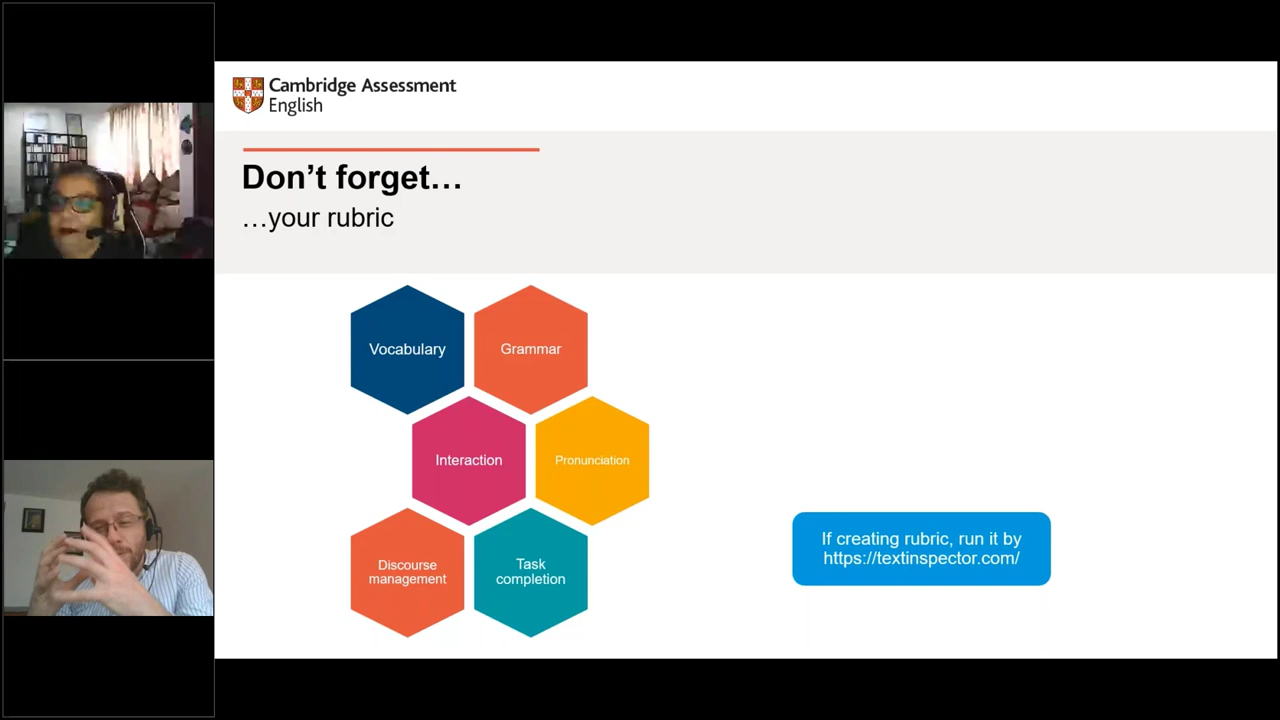 Cambridge Assessment
English
Don’t forget…
…your rubric
Vocabulary
Grammar
Interaction
Pronunciation
Discourse
management
Task
completion
If creating rubric, run it by
https://textinspector.com/